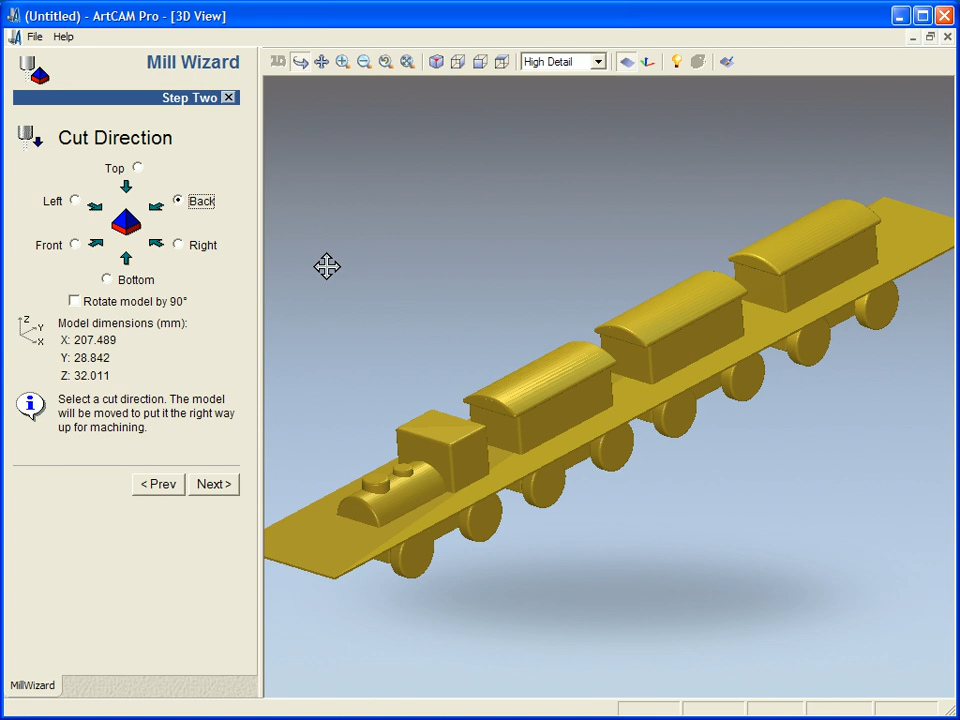 (Untitled) - ArtCAM Pro - [3D View]
File Help
Mill Wizard
2D
High Detail
Step Two
Cut Direction
Top
Left
Back
Front
Right
Bottom
Rotate model by 90°
Z
Y
X
Model dimensions (mm):
X: 207.489
Y: 28.842
Z: 32.011
Select a cut direction. The model
will be moved to put it the right way
up for machining.
< Prev
Next >
MillWizard